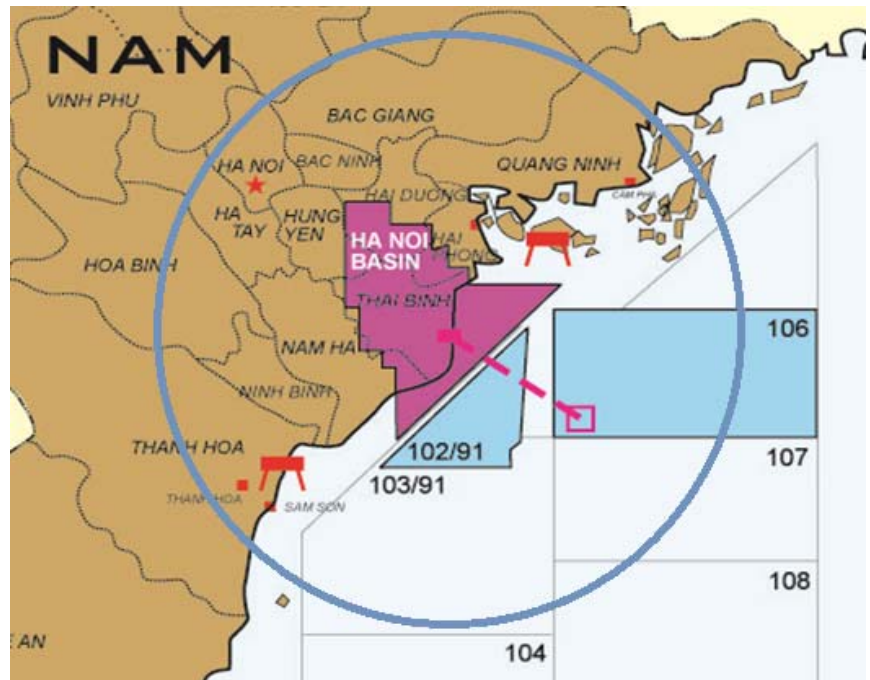 NAM
VINH PHU
BAC GIANG
HA NOI
BAC NINH
QUANG NINH
CAM PHA
HAI DUONG
HA
TAY
HUNG
YEN
HA NOI
BASIN
HAI
PHONG
HOA BINH
THAI BINH
106
NAM HA
NINH BINH
THANH HOA
102/91
107
103/91
THANH HOA
SAM SON
108
E AN
104